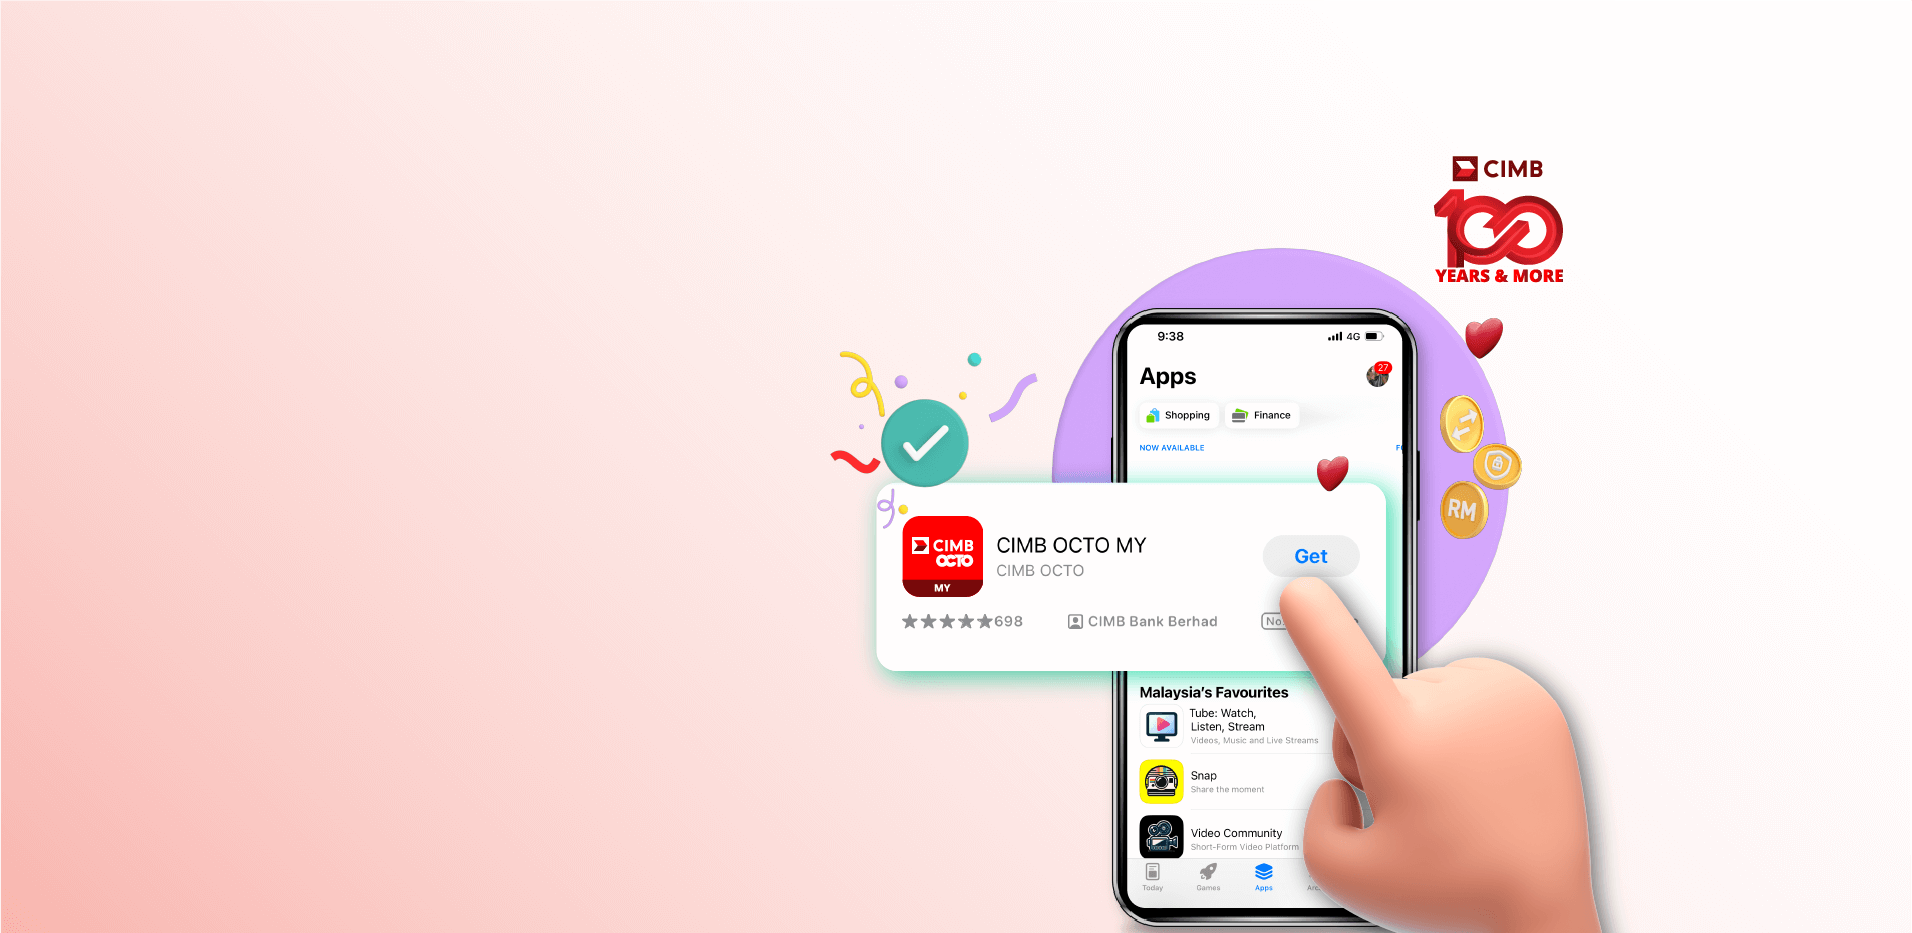 CIMB
100
YEARS & MORE
9:38
4G
Apps
27
Shopping
Finance
NOW AVAILABLE
RM
CIMB
OCTO
MY
CIMB OCTO MY
CIMB OCTO
Get
698
CIMB Bank Berhad
No.
Malaysia’s Favourites
Tube: Watch,
Listen, Stream
Videos, Music and Live Streams
Snap
Share the moment
Video Community
Short-Form Video Platform
Today
Games
Apps